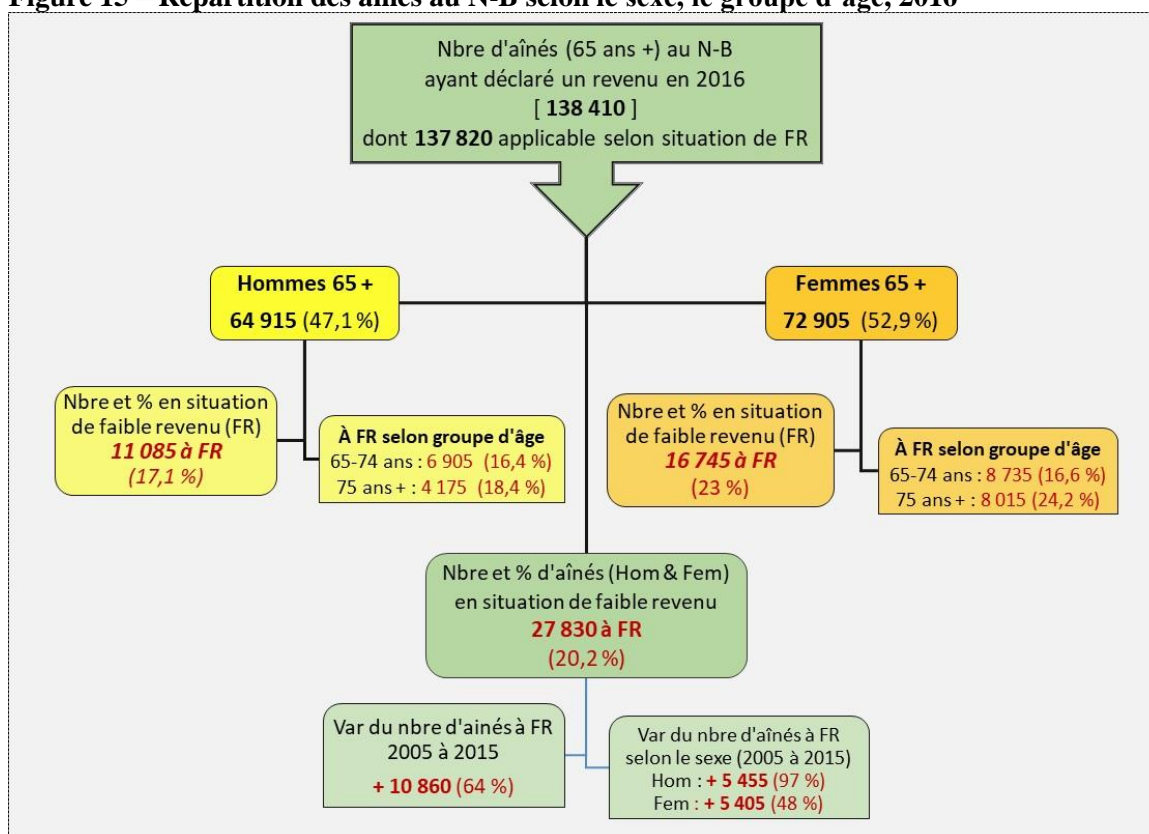 Figure 15 – Répartition des aînés au N-B selon le sexe, le groupe d'âge, 2016
Nbre d'aînés (65 ans +) au N-B
ayant déclaré un revenu en 2016
[ 138 410 ]
dont 137 820 applicable selon situation de FR
Hommes 65 +
64 915 (47,1 %)
Femmes 65 +
72 905 (52,9 %)
Nbre et % en situation
de faible revenu (FR)
11 085 à FR
(17,1 %)
À FR selon groupe d'âge
65-74 ans : 6 905 (16,4 %)
75 ans + : 4 175 (18,4 %)
Nbre et % en situation
de faible revenu (FR)
16 745 à FR
(23 %)
À FR selon groupe d'âge
65-74 ans : 8 735 (16,6 %)
75 ans + : 8 015 (24,2 %)
Nbre et % d'aînés (Hom & Fem)
en situation de faible revenu
27 830 à FR
(20,2 %)
Var du nbre d'ainés à FR
2005 à 2015
+ 10 860 (64 %)
Var du nbre d'aînés à FR
selon le sexe (2005 à 2015)
Hom : + 5 455 (97 %)
Fem : + 5 405 (48 %)